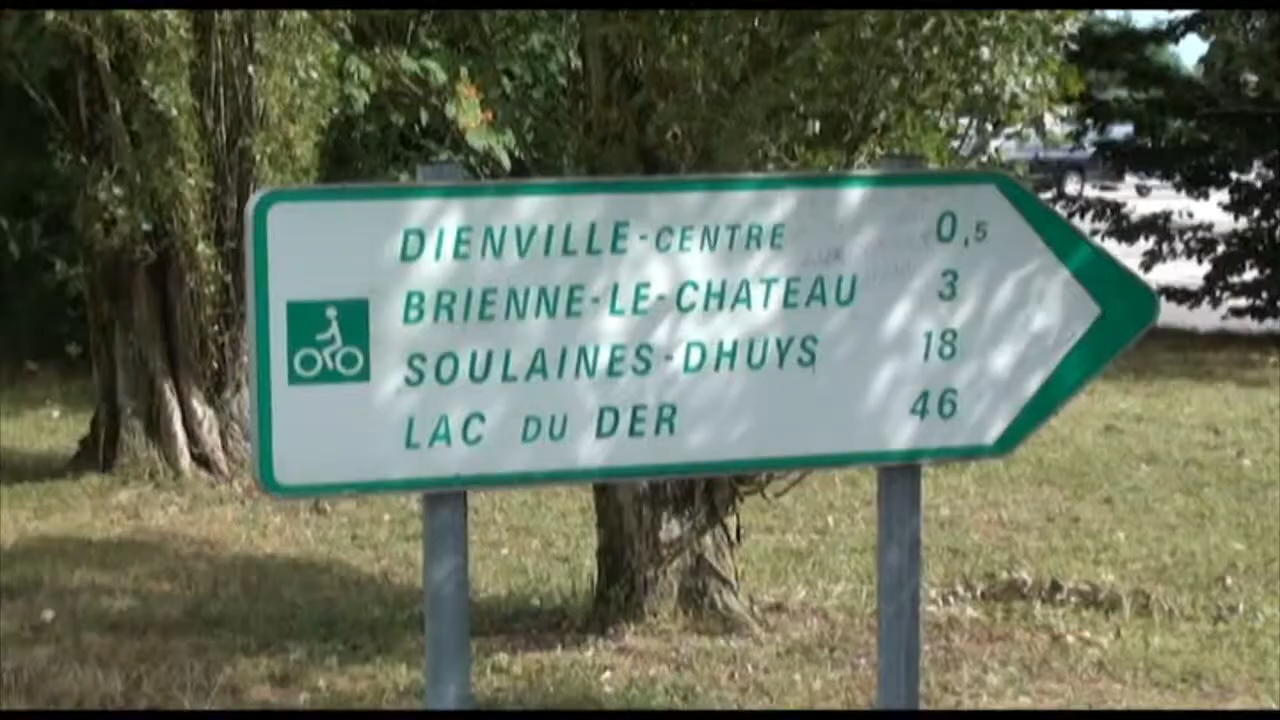 DIENVILLE-CENTRE 0,5
BRIENNE-LE-CHATEAU 3
SOULAINES-DHUYS 18
LAC DU DER 46